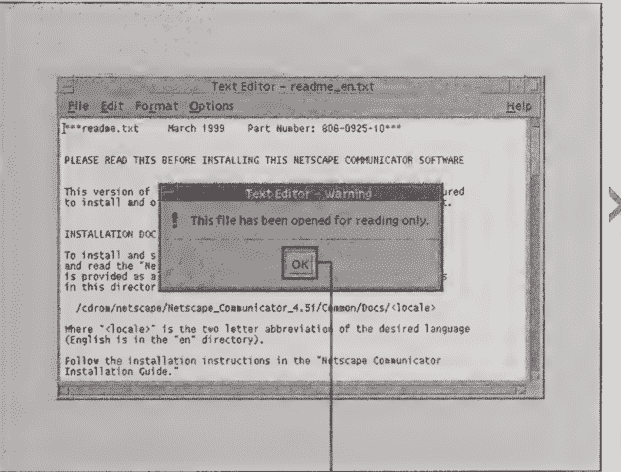 Text Editor - readme_en.txt
File Edit Format Options Help
***readme.txt March 1999 Part Number: 806-0925-10***
PLEASE READ THIS BEFORE INSTALLING THIS NETSCAPE COMMUNICATOR SOFTWARE
This version of ured
to install and o t.
Text Editor - Warning
! This file has been opened for reading only.
OK
INSTALLATION DOC
To install and s
and read the "Ne
is provided as a s
in this director
/cdrom/netscape/Netscape_Communicator_4.51/Common/Docs/<locale>
Where "<locale>" is the two letter abbreviation of the desired language
(English is in the "en" directory).
Follow the installation instructions in the "Netscape Communicator
Installation Guide."